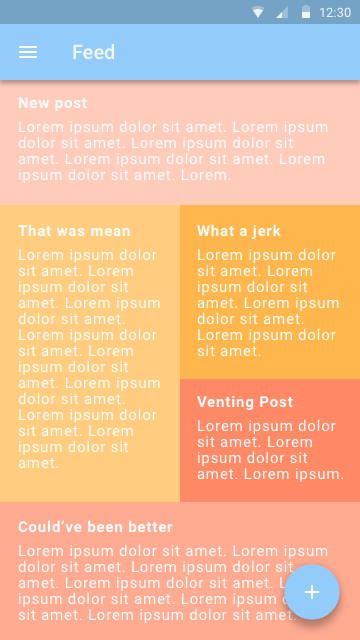 12:30
Feed
New post
Lorem ipsum dolor sit amet. Lorem ipsum
dolor sit amet. Lorem ipsum dolor sit
amet. Lorem ipsum dolor sit amet. Lorem
ipsum dolor sit amet. Lorem.
That was mean
Lorem ipsum dolor
sit amet. Lorem
ipsum dolor sit
amet. Lorem ipsum
dolor sit amet.
Lorem ipsum dolor
sit amet. Lorem
ipsum dolor sit
amet. Lorem ipsum
dolor sit amet.
Lorem ipsum dolor
sit amet. Lorem
ipsum dolor sit
amet.
What a jerk
Lorem ipsum dolor
sit amet. Lorem
ipsum dolor sit
amet. Lorem ipsum
dolor sit amet.
Lorem ipsum dolor
sit amet.
Venting Post
Lorem ipsum dolor
sit amet. Lorem
ipsum dolor sit
amet. Lorem ipsum.
Could've been better
Lorem ipsum dolor sit amet. Lorem ipsum
dolor sit amet. Lorem ipsum dolor sit
amet. Lorem ipsum dolor sit
ipsum dolor sit amet. Lorem ipsum
sit amet. Lorem ipsum dolor sit amet.